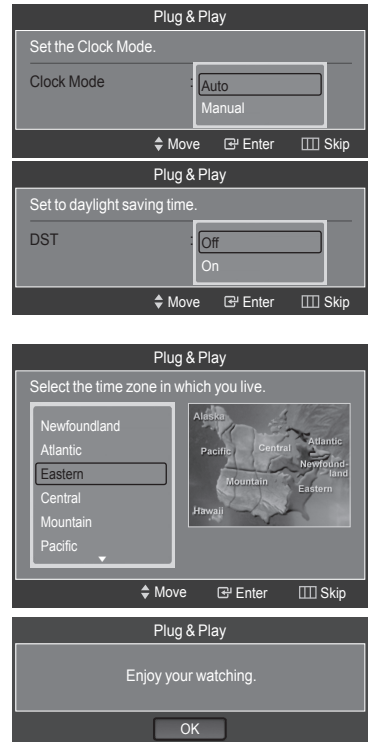 Plug & Play
Set the Clock Mode.
Clock Mode : Auto
Manual
Move Enter Skip
Plug & Play
Set to daylight saving time.
DST : Off
On
Move Enter Skip
Plug & Play
Select the time zone in which you live.
Newfoundland
Atlantic
Eastern
Central
Mountain
Pacific
Alaska
Pacific
Central
Atlantic
Newfound-
land
Mountain
Eastern
Hawaii
Move Enter Skip
Plug & Play
Enjoy your watching.
OK